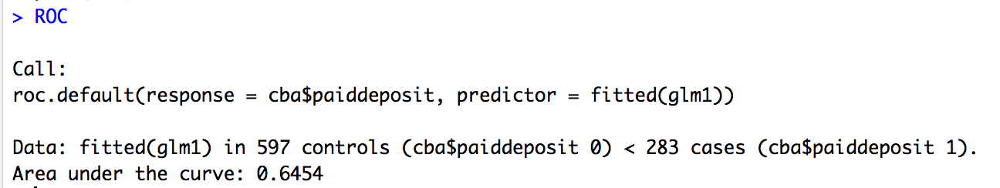 > ROC
Call:
roc.default(response = cba$paiddeposit, predictor = fitted(glm1))
Data: fitted(glm1) in 597 controls (cba$paiddeposit 0) < 283 cases (cba$paiddeposit 1).
Area under the curve: 0.6454